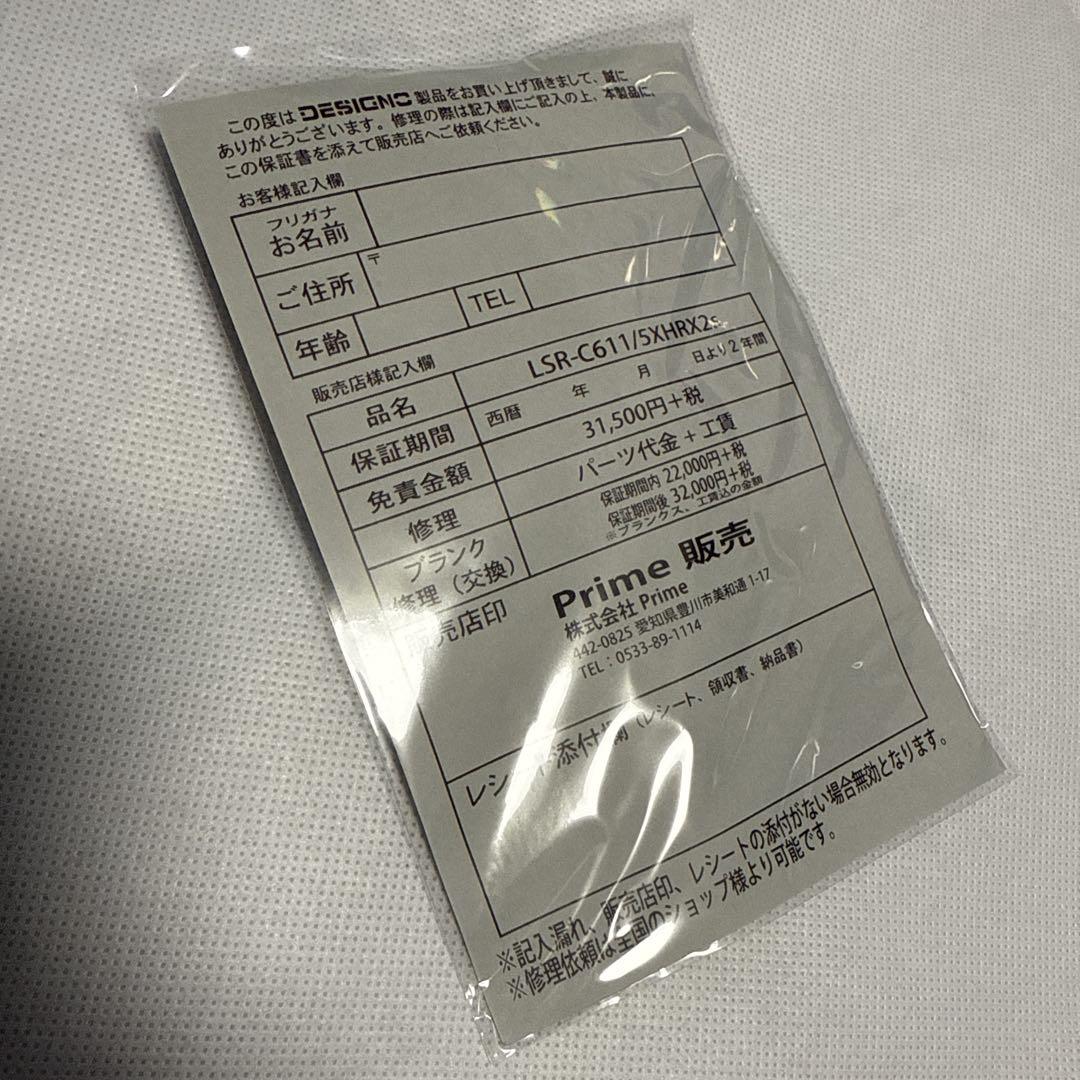 この度は DESIGNO 製品をお買い上げ頂きまして、誠に
ありがとうございます。修理の際は記入欄にご記入の上、本製品に、
この保証書を添えて販売店へご依頼ください。
お客様記入欄
フリガナ
お名前
ご住所 〒
年齢 TEL
販売店様記入欄
品名 LSR-C611/5XHRX2s
保証期間 西暦 年 月 日より2年間
免責金額 31,500円+税
修理 パーツ代金 + 工賃
ブランク
修理（交換）
保証期間内 22,000円+税
保証期間後 32,000円+税
※ブランクス、工賃込の金額
販売店印
Prime 販売
株式会社 Prime
442-0825 愛知県豊川市美和通 1-17
TEL：0533-89-1114
レシート添付欄（レシート、領収書、納品書）
※記入漏れ、販売店印、レシートの添付がない場合無効となります。
※修理依頼は全国のショップ様より可能です。